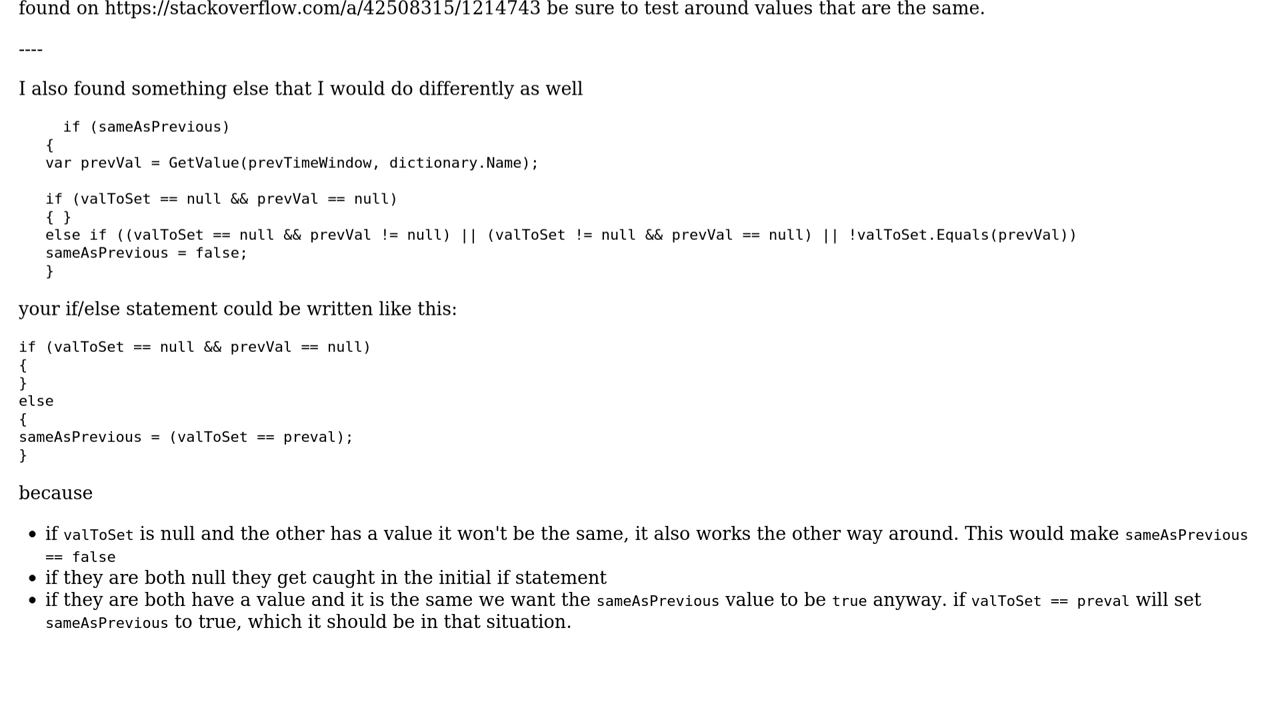 found on https://stackoverflow.com/a/42508315/1214743 be sure to test around values that are the same.
----
I also found something else that I would do differently as well
if (sameAsPrevious)
{
var prevVal = GetValue(prevTimeWindow, dictionary.Name);
if (valToSet == null && prevVal == null)
{ }
else if ((valToSet == null && prevVal != null) || (valToSet != null && prevVal == null) || !valToSet.Equals(prevVal))
sameAsPrevious = false;
}
your if/else statement could be written like this:
if (valToSet == null && prevVal == null)
{
}
else
{
sameAsPrevious = (valToSet == preval);
}
because
• if valToSet is null and the other has a value it won't be the same, it also works the other way around. This would make sameAsPrevious
== false
• if they are both null they get caught in the initial if statement
• if they are both have a value and it is the same we want the sameAsPrevious value to be true anyway. if valToSet == preval will set
sameAsPrevious to true, which it should be in that situation.